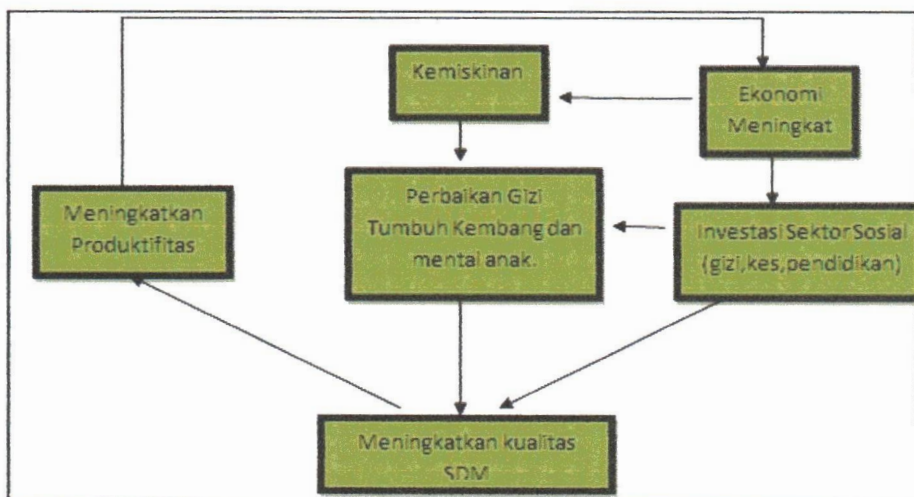 Kemiskinan
Ekonomi
Meningkat
Meningkatkan
Produktifitas
Perbaikan Gizi
Tumbuh Kembang dan
mental anak.
Investasi Sektor Sosial
(gizi,kes,pendidikan)
Meningkatkan kualitas
SDM